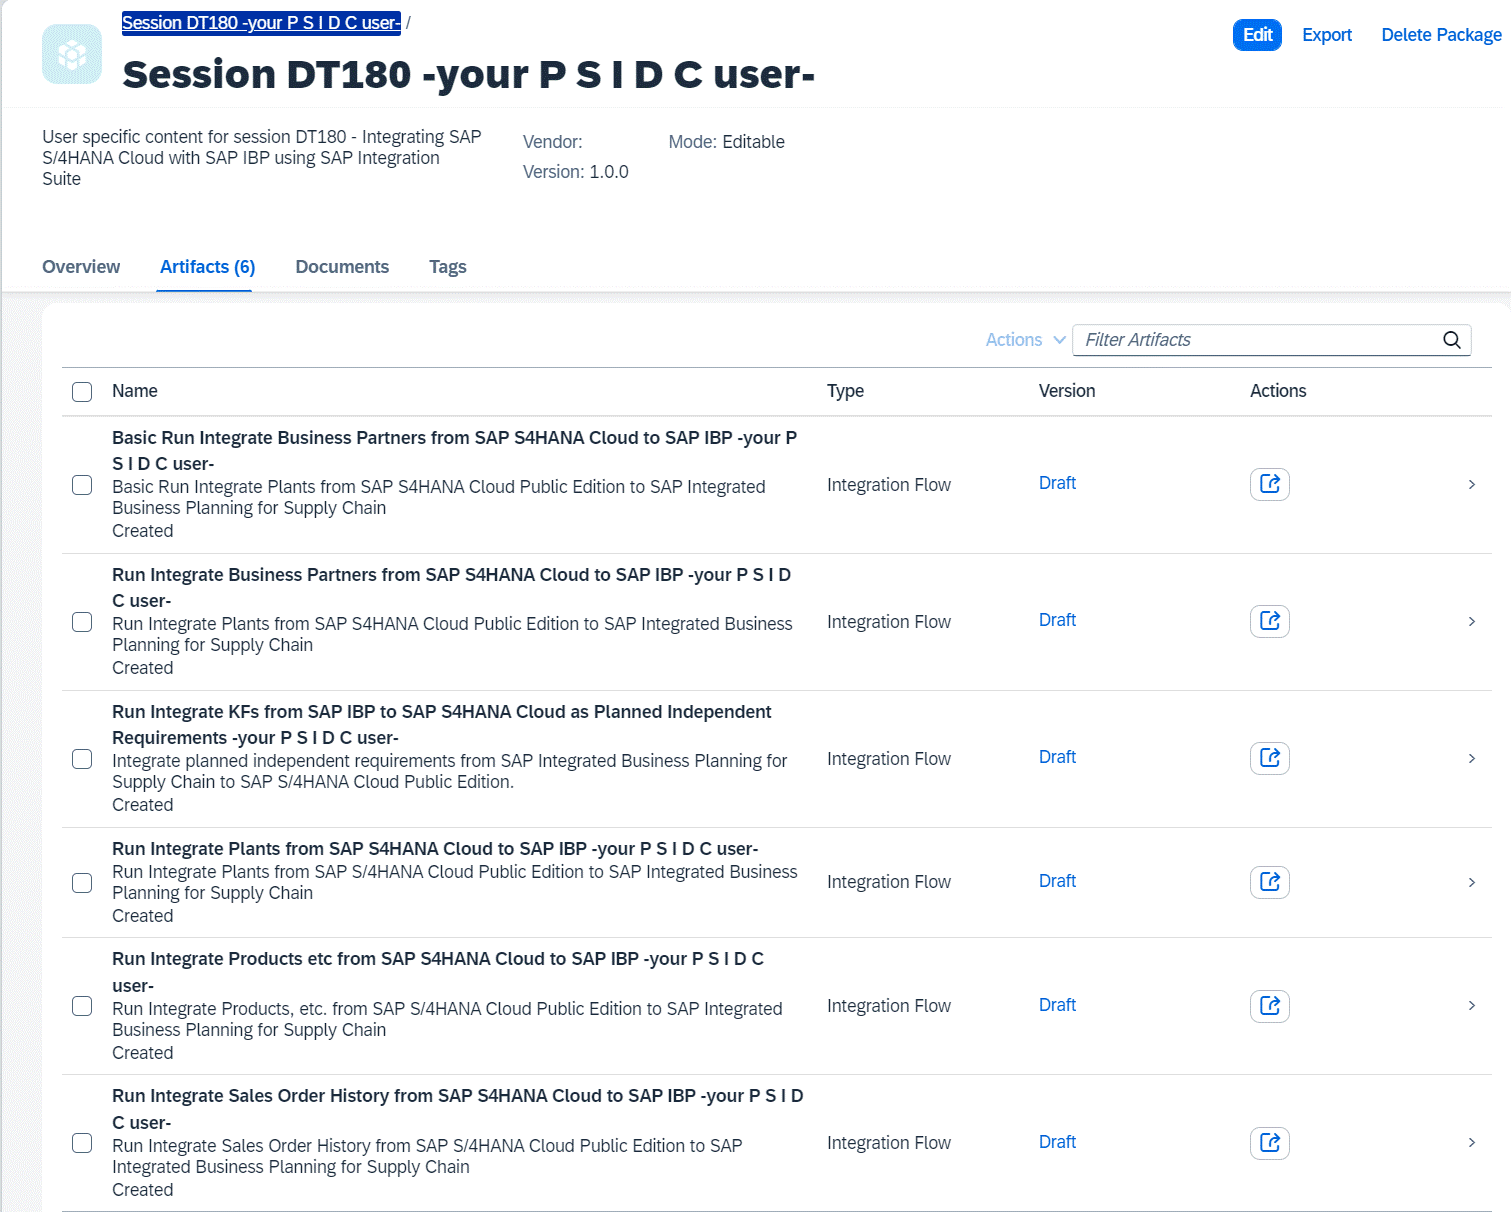 Session DT180 -your P S I D C user- /
Edit Export Delete Package
Session DT180 -your P S I D C user-
User specific content for session DT180 - Integrating SAP
S/4HANA Cloud with SAP IBP using SAP Integration
Suite
Vendor:
Mode: Editable
Version: 1.0.0
Overview Artifacts (6) Documents Tags
Actions Filter Artifacts
Name Type Version Actions
Basic Run Integrate Business Partners from SAP S4HANA Cloud to SAP IBP -your P
S I D C user-
Basic Run Integrate Plants from SAP S4HANA Cloud Public Edition to SAP Integrated
Business Planning for Supply Chain
Created
Integration Flow Draft
Run Integrate Business Partners from SAP S4HANA Cloud to SAP IBP -your P S I D
C user-
Run Integrate Plants from SAP S4HANA Cloud Public Edition to SAP Integrated Business
Planning for Supply Chain
Created
Integration Flow Draft
Run Integrate KFs from SAP IBP to SAP S4HANA Cloud as Planned Independent
Requirements -your P S I D C user-
Integrate planned independent requirements from SAP Integrated Business Planning for
Supply Chain to SAP S/4HANA Cloud Public Edition.
Created
Integration Flow Draft
Run Integrate Plants from SAP S4HANA Cloud to SAP IBP -your P S I D C user-
Run Integrate Plants from SAP S/4HANA Cloud Public Edition to SAP Integrated Business
Planning for Supply Chain
Created
Integration Flow Draft
Run Integrate Products etc from SAP S4HANA Cloud to SAP IBP -your P S I D C
user-
Run Integrate Products, etc. from SAP S/4HANA Cloud Public Edition to SAP Integrated
Business Planning for Supply Chain
Created
Integration Flow Draft
Run Integrate Sales Order History from SAP S4HANA Cloud to SAP IBP -your P S I D
C user-
Run Integrate Sales Order History from SAP S/4HANA Cloud Public Edition to SAP
Integrated Business Planning for Supply Chain
Created
Integration Flow Draft